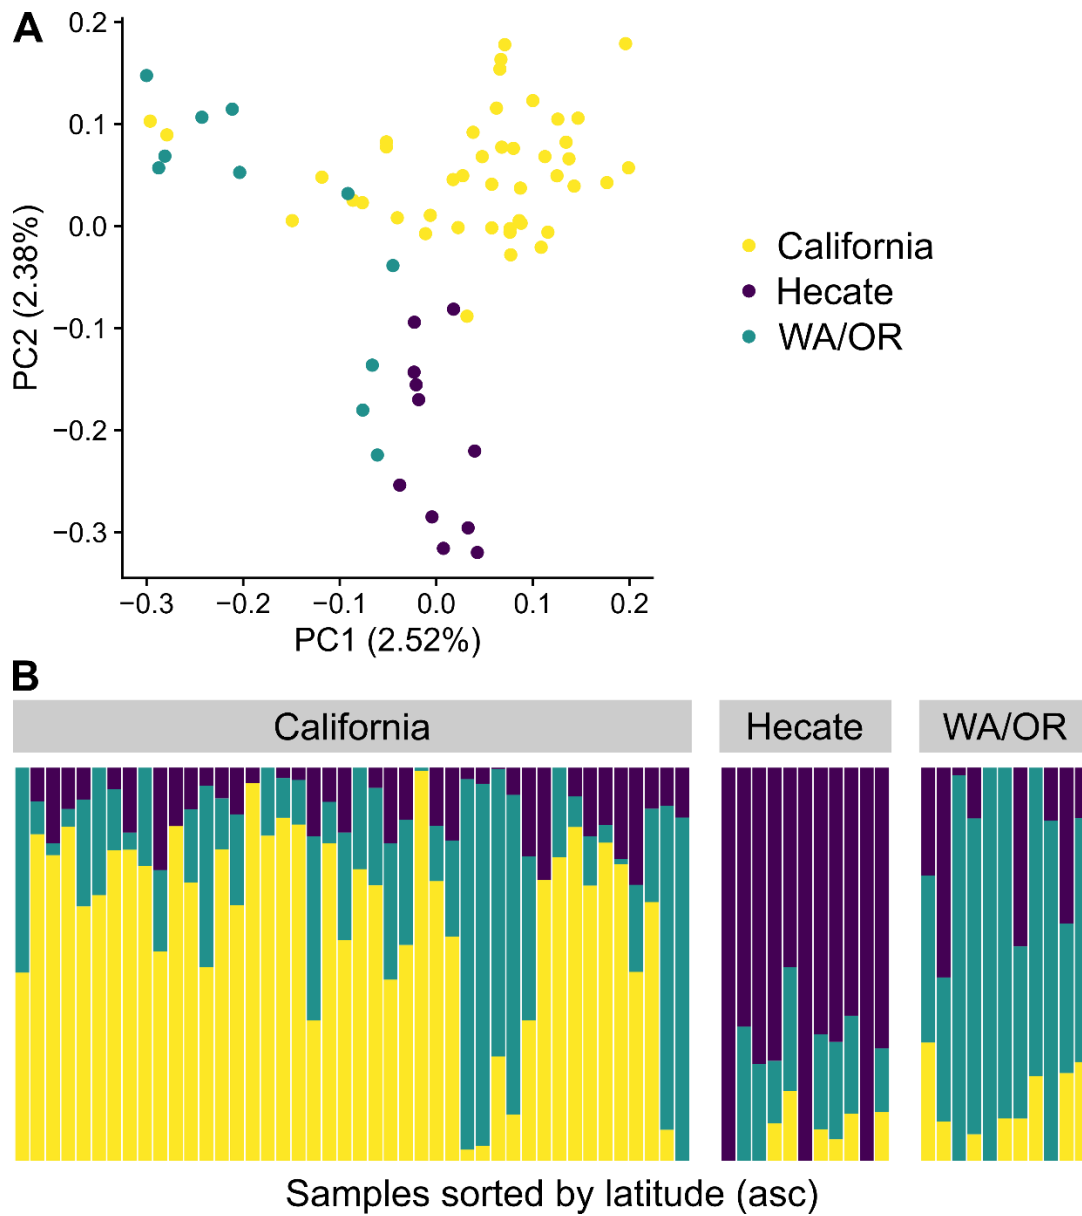 A
0.2
0.1
0.0
−0.1
−0.2
−0.3
PC2 (2.38%)
−0.3 −0.2 −0.1 0.0 0.1 0.2
PC1 (2.52%)
California
Hecate
WA/OR
B
California Hecate WA/OR
Samples sorted by latitude (asc)